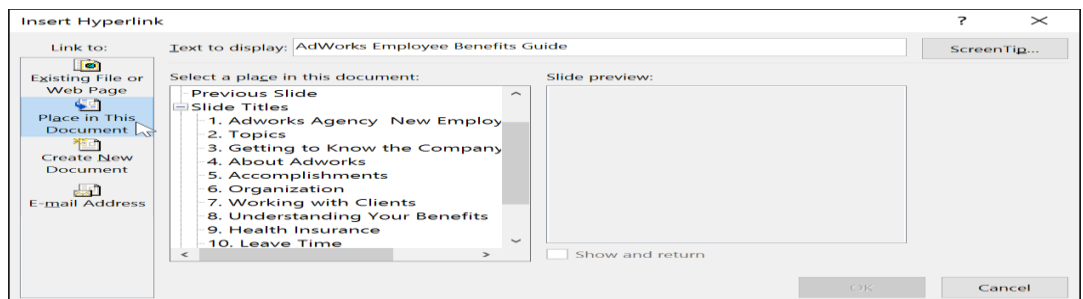 Insert Hyperlink
? ×
Link to:
Text to display: AdWorks Employee Benefits Guide
ScreenTip...
Existing File or
Web Page
Place in This
Document
Create New
Document
E-mail Address
Select a place in this document:
Previous Slide
Slide Titles
1. Adworks Agency New Employ
2. Topics
3. Getting to Know the Company
4. About Adworks
5. Accomplishments
6. Organization
7. Working with Clients
8. Understanding Your Benefits
9. Health Insurance
10. Leave Time
Slide preview:
Show and return
OK
Cancel